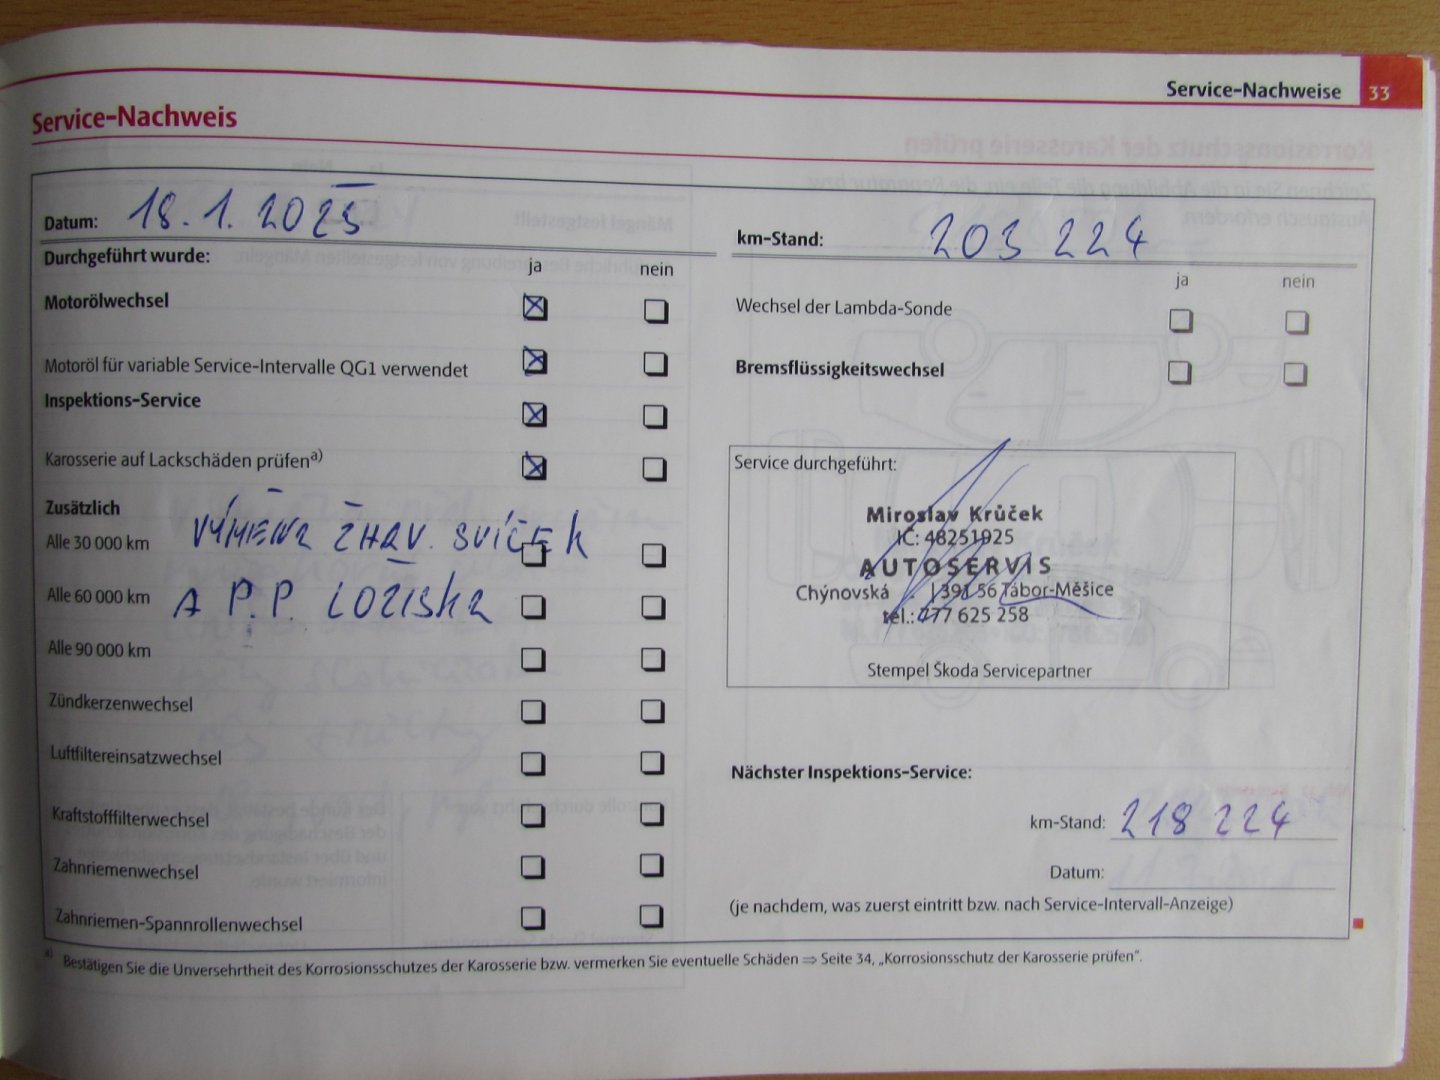 Service-Nachweise 33
Service-Nachweis
Datum: 18.1.2025
Durchgeführt wurde:
ja nein
Motorölwechsel
Motoröl für variable Service-Intervalle QG1 verwendet
Inspektions-Service
Karosserie auf Lackschäden prüfena)
Zusätzlich
Alle 30 000 km
VÝMĚNA ŽHAV. SVÍČEK
Alle 60 000 km
A P.P. LOŽISKA
Alle 90 000 km
Zündkerzenwechsel
Luftfiltereinsatzwechsel
Kraftstofffilterwechsel
Zahnriemenwechsel
Zahnriemen-Spannrollenwechsel
km-Stand: 203 224
ja nein
Wechsel der Lambda-Sonde
Bremsflüssigkeitswechsel
Service durchgeführt:
Miroslav Krůček
IČ: 48251925
AUTOSERVIS
Chýnovská 391 56 Tábor-Měšice
tel.: 777 625 258
Stempel Škoda Servicepartner
Nächster Inspektions-Service:
km-Stand: 218 224
Datum:
(je nachdem, was zuerst eintritt bzw. nach Service-Intervall-Anzeige)
a) Bestätigen Sie die Unversehrtheit des Korrosionsschutzes der Karosserie bzw. vermerken Sie eventuelle Schäden ⇒ Seite 34, „Korrosionsschutz der Karosserie prüfen“.